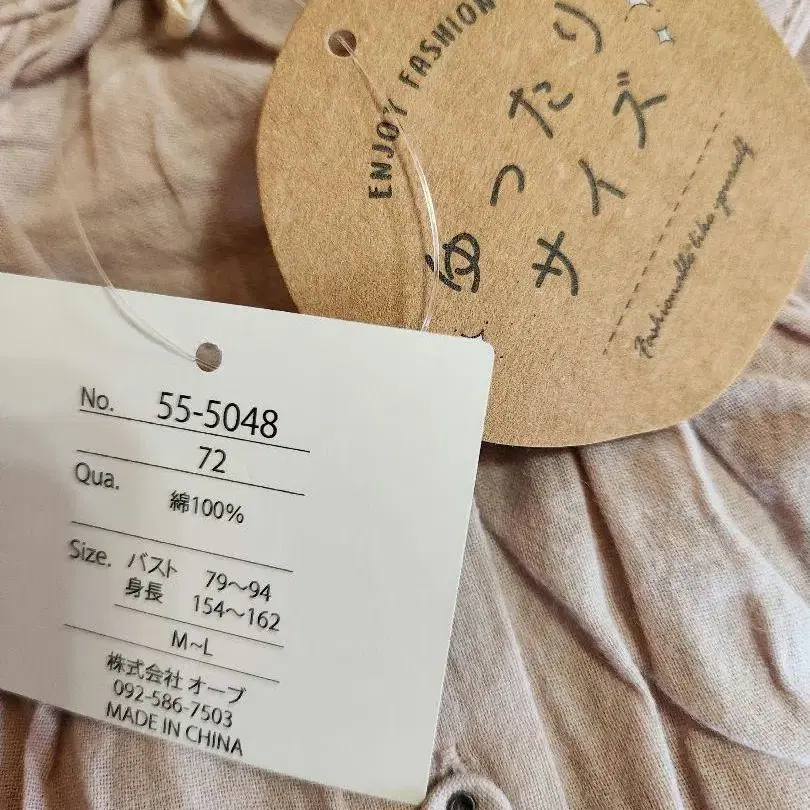 ENJOY FASHION
ゆったり
サイズ
Fashionable like yourself
No. 55-5048
72
Qua. 綿100%
Size. バスト 79～94
身長 154～162
M~L
株式会社 オーブ
092-586-7503
MADE IN CHINA